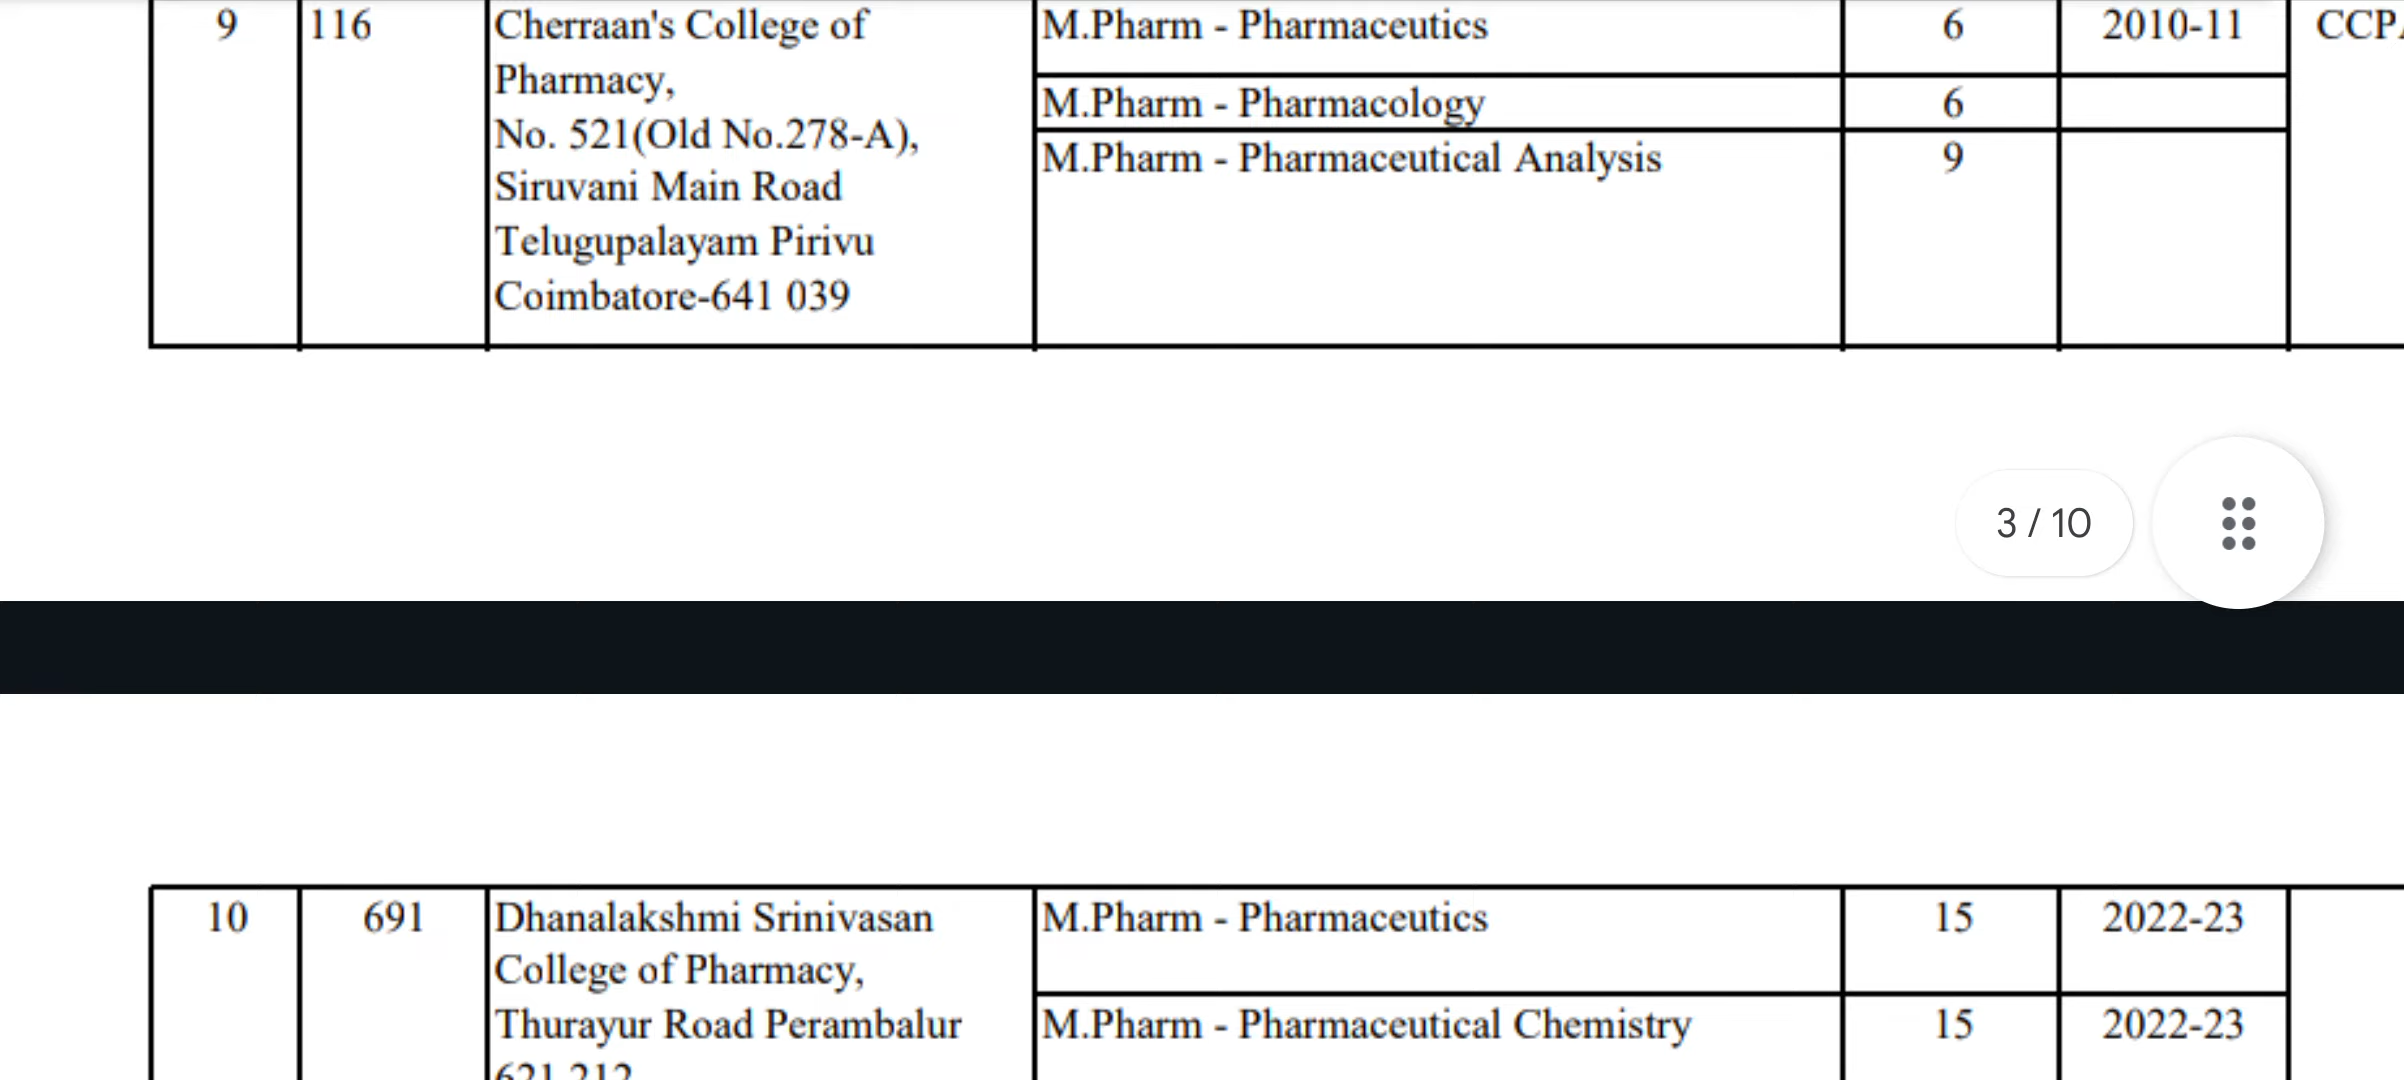 9 116 Cherraan's College of M.Pharm - Pharmaceutics 6 2010-11
Pharmacy,
M.Pharm - Pharmacology 6
No. 521(Old No.278-A),
M.Pharm - Pharmaceutical Analysis 9
Siruvani Main Road
Telugupalayam Pirivu
Coimbatore-641 039
3 / 10
10 691 Dhanalakshmi Srinivasan M.Pharm - Pharmaceutics 15 2022-23
College of Pharmacy,
Thurayur Road Perambalur M.Pharm - Pharmaceutical Chemistry 15 2022-23
621 212